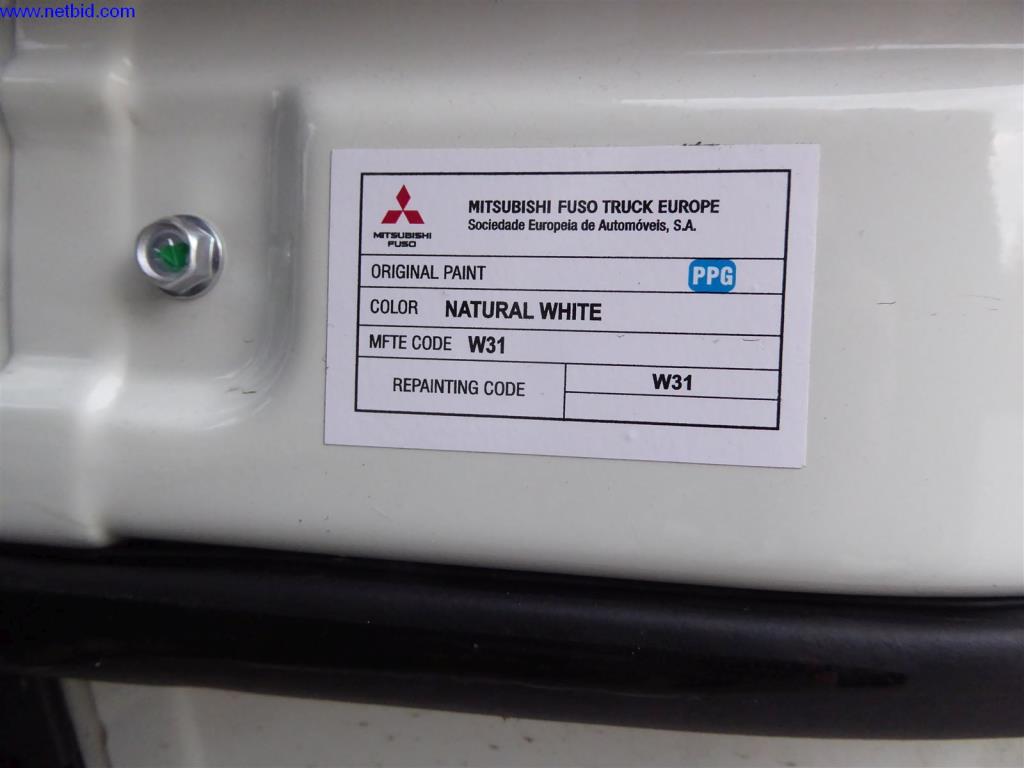 www.netbid.com
MITSUBISHI
FUSO
MITSUBISHI FUSO TRUCK EUROPE
Sociedade Europeia de Automóveis, S.A.
ORIGINAL PAINT PPG
COLOR NATURAL WHITE
MFTE CODE W31
REPAINTING CODE W31